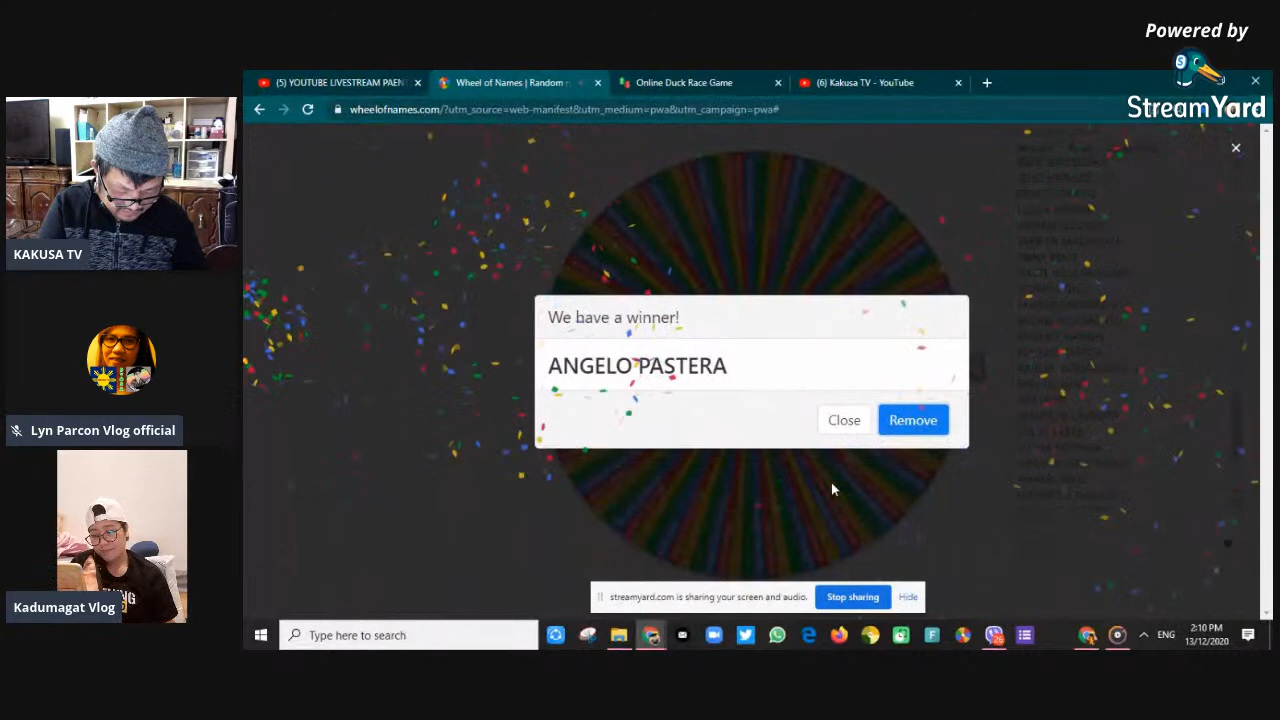 Powered by
StreamYard
(5) YOUTUBE LIVESTREAM PAEN
Wheel of Names | Random
Online Duck Race Game
(6) Kakusa TV - YouTube
wheelofnames.com/?utm_source=web-manifest&utm_medium=pwa&utm_campaign=pwa#
KAKUSA TV
We have a winner!
ANGELO PASTERA
Close
Remove
Lyn Parcon Vlog official
Kadumagat Vlog
streamyard.com is sharing your screen and audio.
Stop sharing
Hide
Type here to search
ENG
2:10 PM
13/12/2020